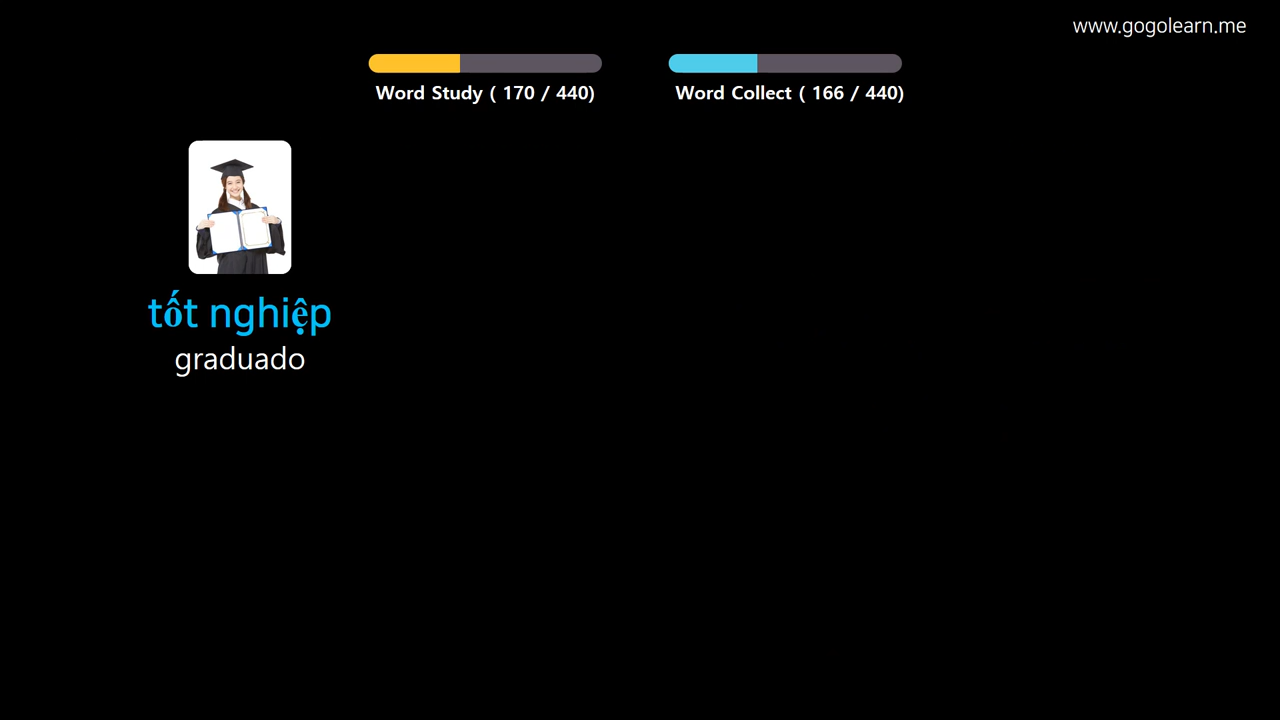 www.gogolearn.me
Word Study ( 170 / 440)
Word Collect ( 166 / 440)
tốt nghiệp
graduado